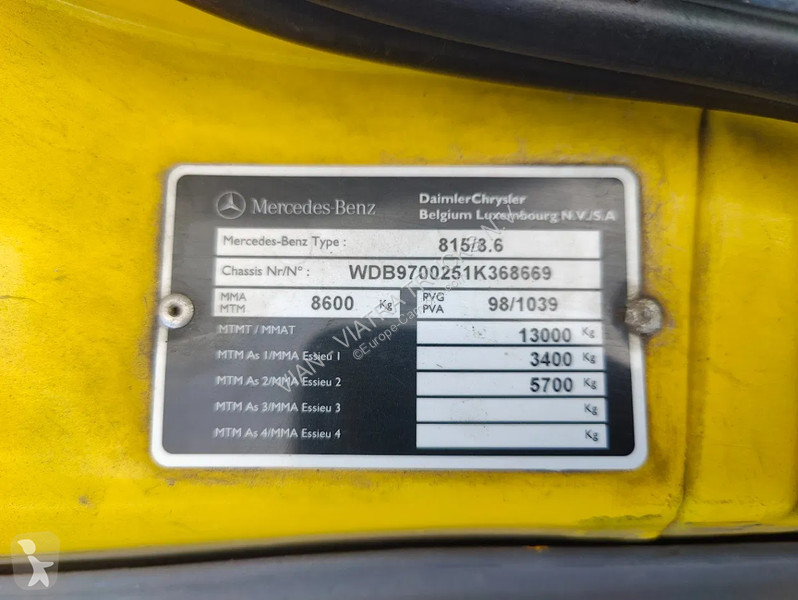 Mercedes-Benz
DaimlerChrysler
Belgium Luxembourg N.V./S.A
Mercedes-Benz Type : 815/3.6
Chassis Nr/N° : WDB9700251K368669
MMA
MTM 8600 Kg
PVG
PVA 98/1039
MTMT / MMAT 13000 Kg
MTM As 1/MMA Essieu 1 3400 Kg
MTM As 2/MMA Essieu 2 5700 Kg
MTM As 3/MMA Essieu 3 Kg
MTM As 4/MMA Essieu 4 Kg